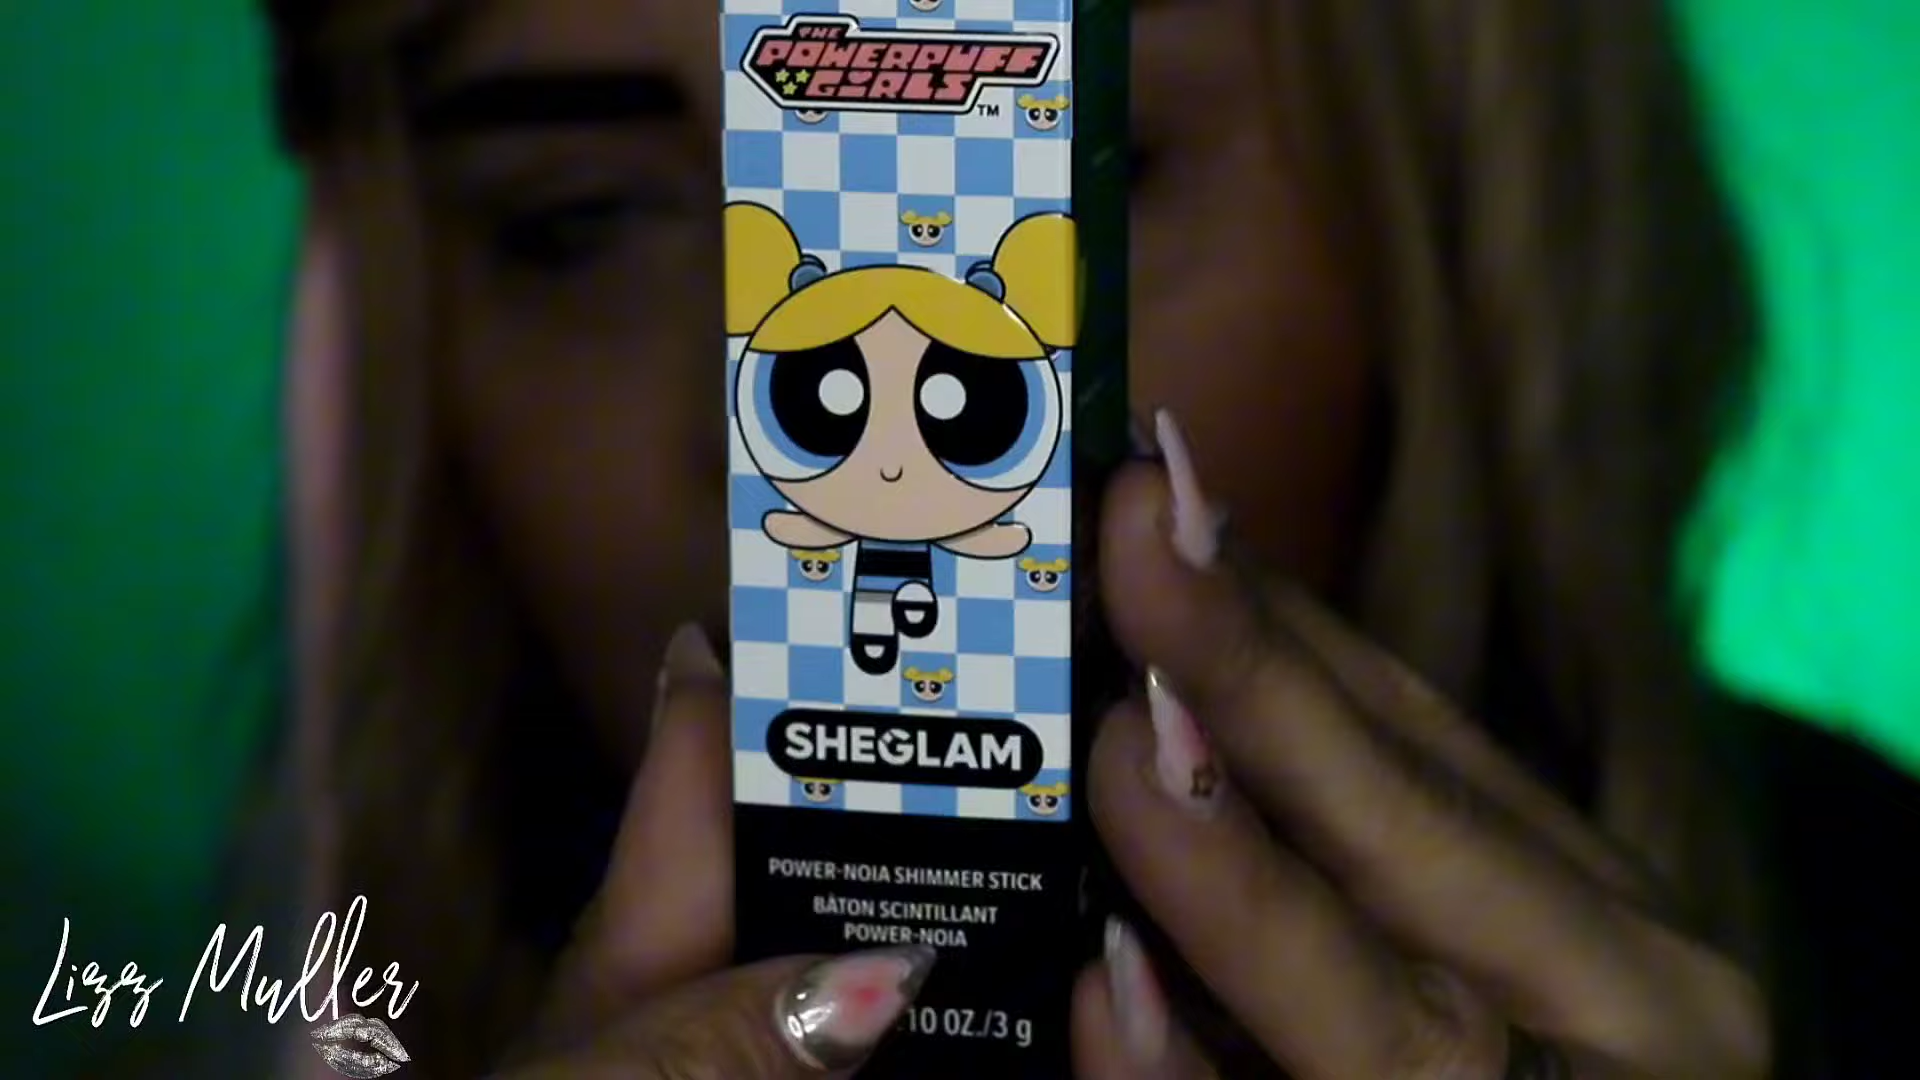 THE
POWERPUFF
GIRLS
TM
SHEGLAM
POWER-NOIA SHIMMER STICK
BÂTON SCINTILLANT
POWER-NOIA
10 OZ./3 g
Lizz Muller